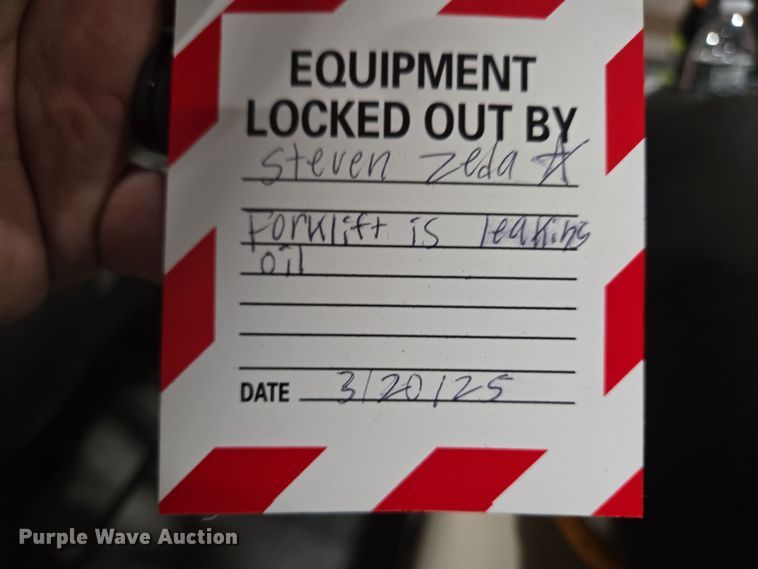 EQUIPMENT
LOCKED OUT BY
Steven Zeda
Forklift is leaking
oil
DATE 3/20/25
Purple Wave Auction